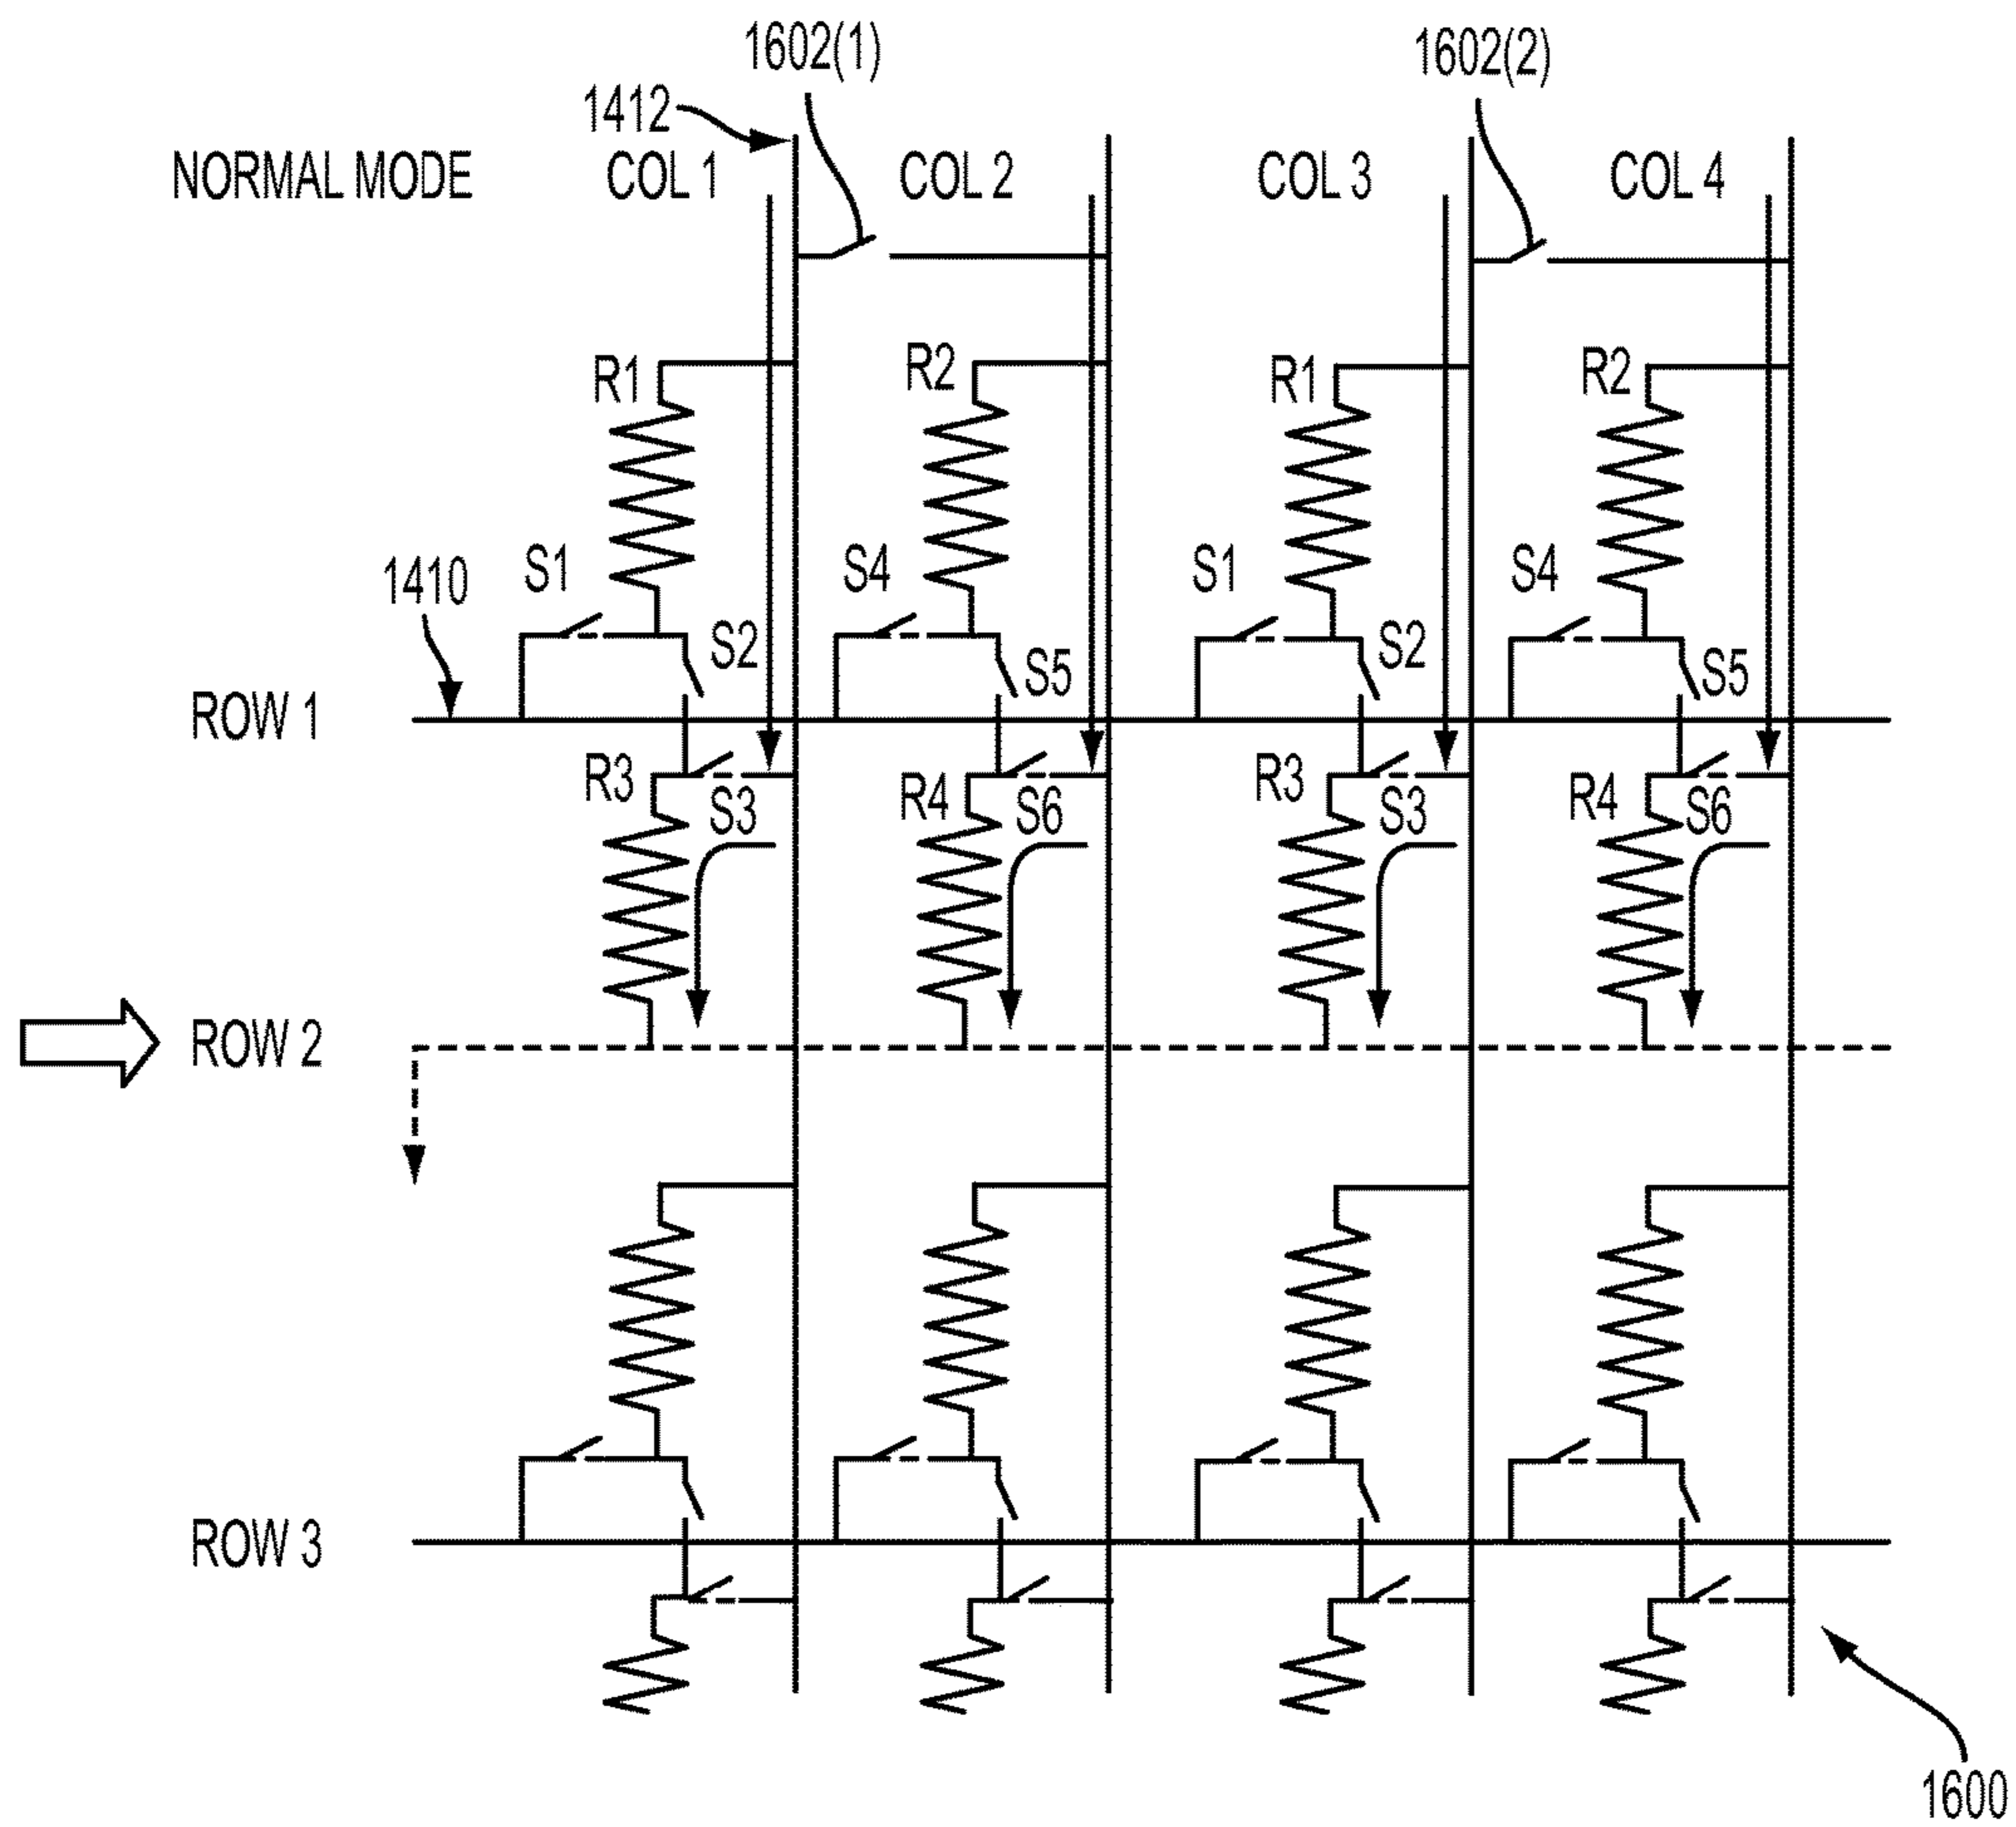 1602(1)
1602(2)
1412
NORMAL MODE
COL 1
COL 2
COL 3
COL 4
R1
R2
R1
R2
1410
S1
S2
S4
S5
S1
S2
S4
S5
ROW 1
R3
S3
R4
S6
R3
S3
R4
S6
ROW 2
ROW 3
1600